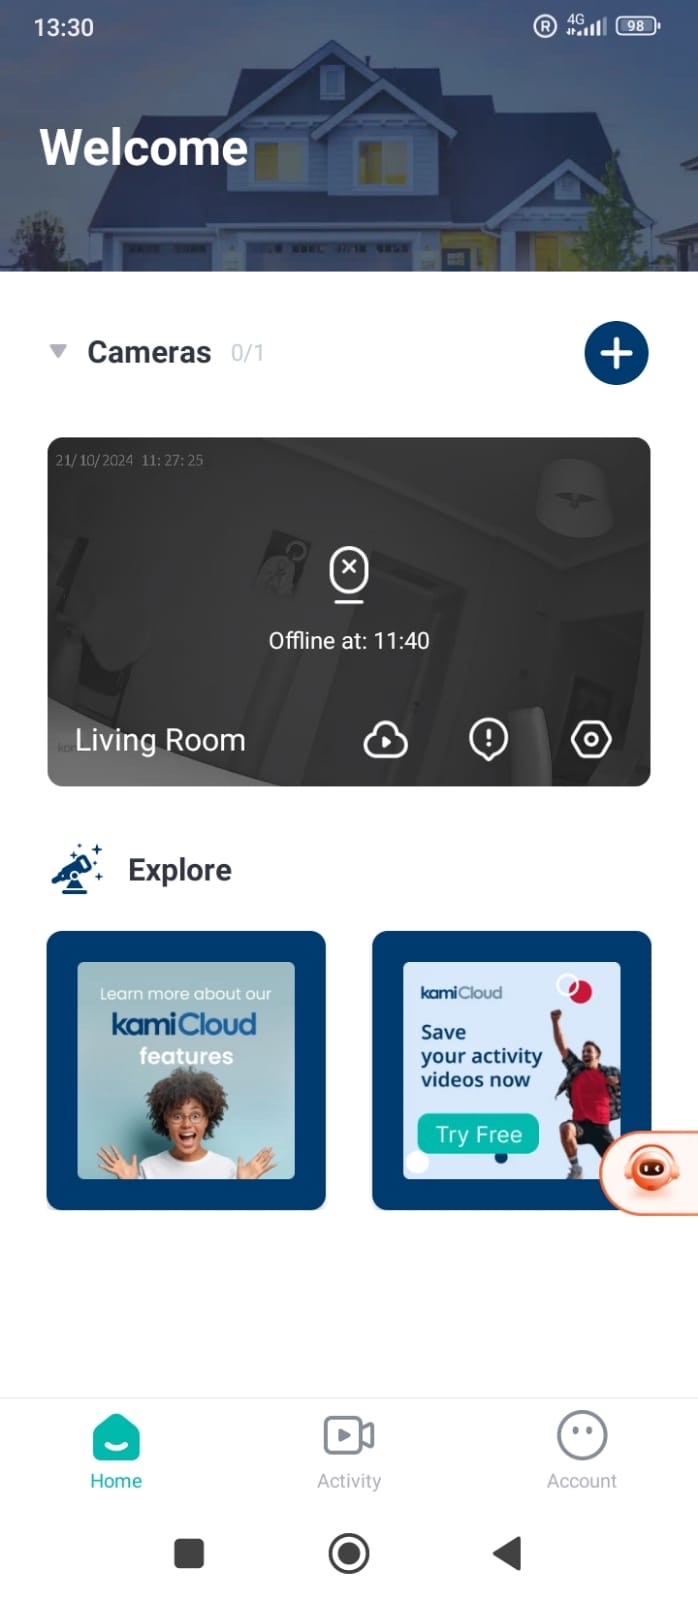 13:30
R 4G 98
Welcome
Cameras 0/1
21/10/2024 11:27:25
Offline at: 11:40
Living Room
Explore
Learn more about our
kamiCloud
features
kamiCloud
Save
your activity
videos now
Try Free
Home
Activity
Account